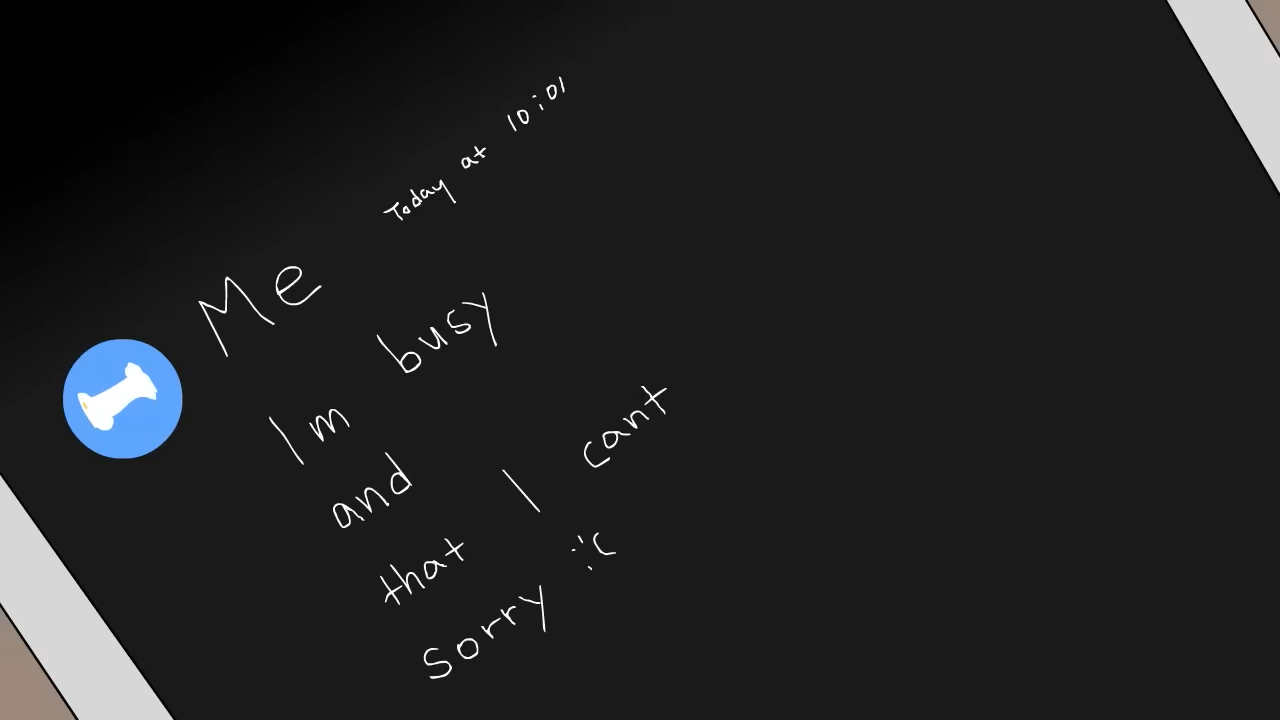 Me Today at 10:01
Im busy
and
that I cant
sorry :'c